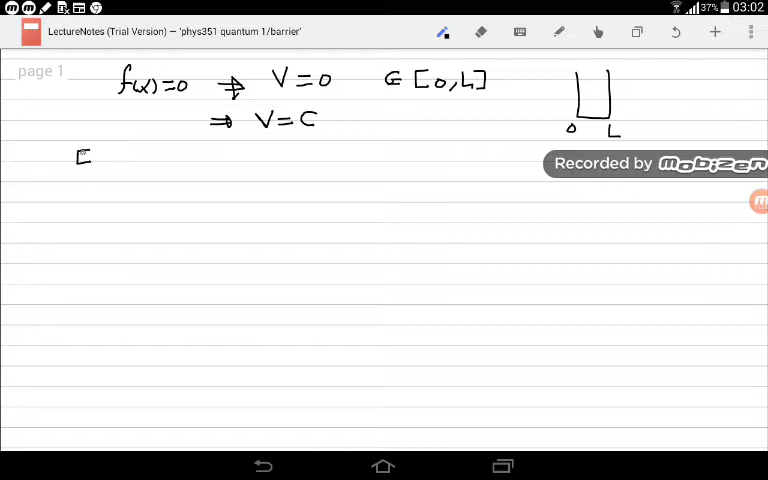 37% 03:02
LectureNotes (Trial Version) — 'phys351 quantum 1/barrier'
page 1
f(x)=0 ⇏ V=0 ∈ [0,L]
⇒ V=C
0 L
E
Recorded by mobizen